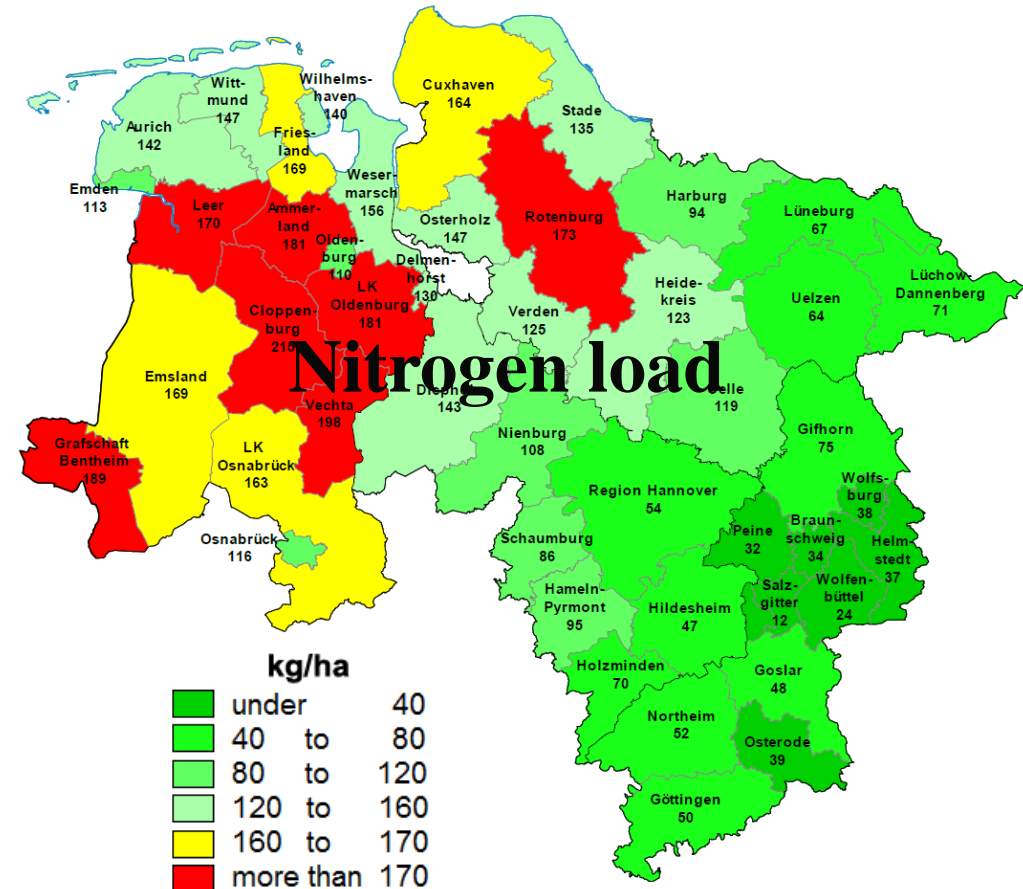 Wilhelms-
haven
140
Witt-
mund
147
Cuxhaven
164
Stade
135
Aurich
142
Fries-
land
169
Weser-
marsch
156
Emden
113
Leer
170
Ammer-
land
181
Osterholz
147
Rotenburg
173
Harburg
94
Lüneburg
67
Olden-
burg
110
Delmen-
horst
130
LK
Oldenburg
181
Heide-
kreis
123
Uelzen
64
Lüchow-
Dannenberg
71
Cloppen-
burg
215
Verden
125
Nitrogen load
Emsland
169
Diepholz
143
Celle
119
Vechta
198
Nienburg
108
Gifhorn
75
Grafschaft
Bentheim
189
LK
Osnabrück
163
Region Hannover
54
Wolfs-
burg
38
Peine
32
Braun-
schweig
34
Helm-
stedt
37
Osnabrück
116
Schaumburg
86
Hameln-
Pyrmont
95
Hildesheim
47
Salz-
gitter
12
Wolfen-
büttel
24
Holzminden
70
Goslar
48
Northeim
52
Osterode
39
Göttingen
50
kg/ha
under 40
40 to 80
80 to 120
120 to 160
160 to 170
more than 170